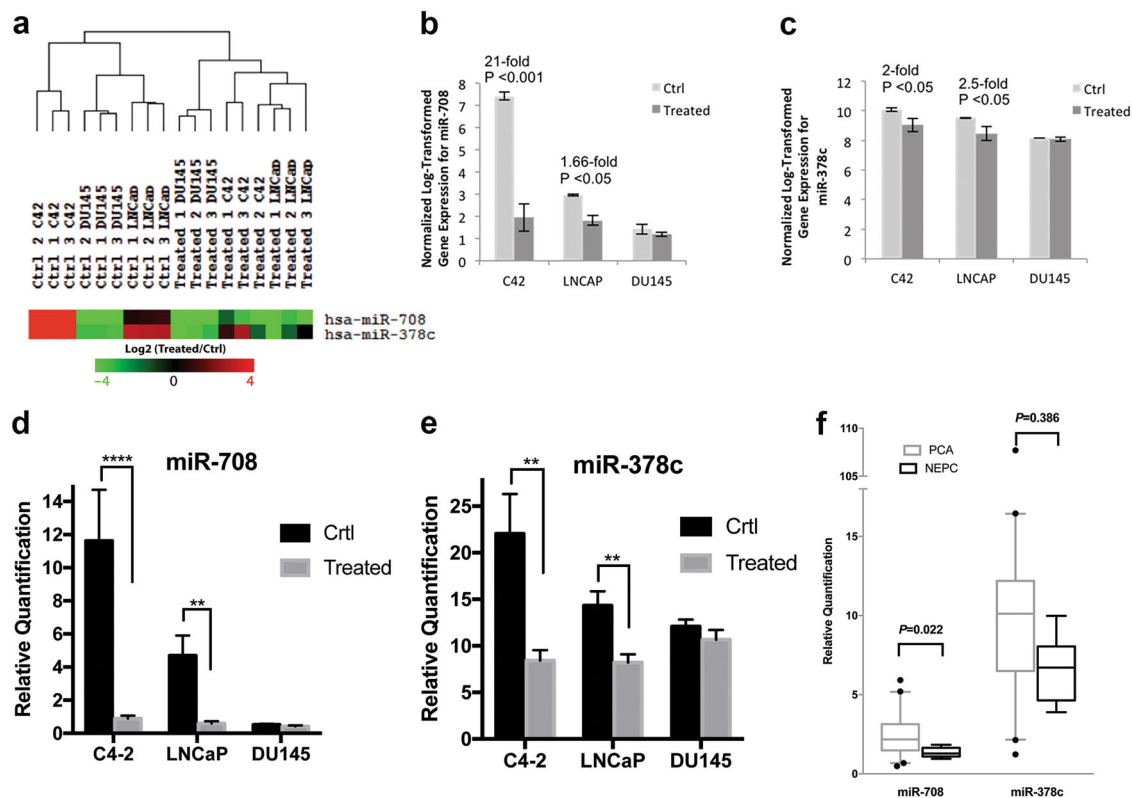 a
Ctrl 2 C42
Ctrl 1 C42
Ctrl 3 C42
Ctrl 2 DU145
Ctrl 1 DU145
Ctrl 3 DU145
Ctrl 1 LNCap
Ctrl 2 LNCap
Ctrl 3 LNCap
Treated 1 DU145
Treated 2 DU145
Treated 3 DU145
Treated 1 C42
Treated 3 C42
Treated 2 C42
Treated 1 LNCap
Treated 2 LNCap
Treated 3 LNCap
hsa-miR-708
hsa-miR-378c
Log2 (Treated/Ctrl)
-4 0 4
b
Normalized Log-Transformed
Gene Expression for miR-708
8
7
6
5
4
3
2
1
0
21-fold
P <0.001
1.66-fold
P <0.05
Ctrl
Treated
C42 LNCAP DU145
c
Normalized Log-Transformed
Gene Expression for
miR-378c
12
10
8
6
4
2
0
2-fold
P <0.05
2.5-fold
P <0.05
Ctrl
Treated
C42 LNCAP DU145
d
miR-708
Relative Quantification
14
12
10
8
6
4
2
0
****
**
Crtl
Treated
C4-2 LNCaP DU145
e
miR-378c
Relative Quantification
25
20
15
10
5
0
**
**
Crtl
Treated
C4-2 LNCaP DU145
f
Relative Quantification
110
105
15
10
5
0
PCA
NEPC
P=0.386
P=0.022
miR-708 miR-378c